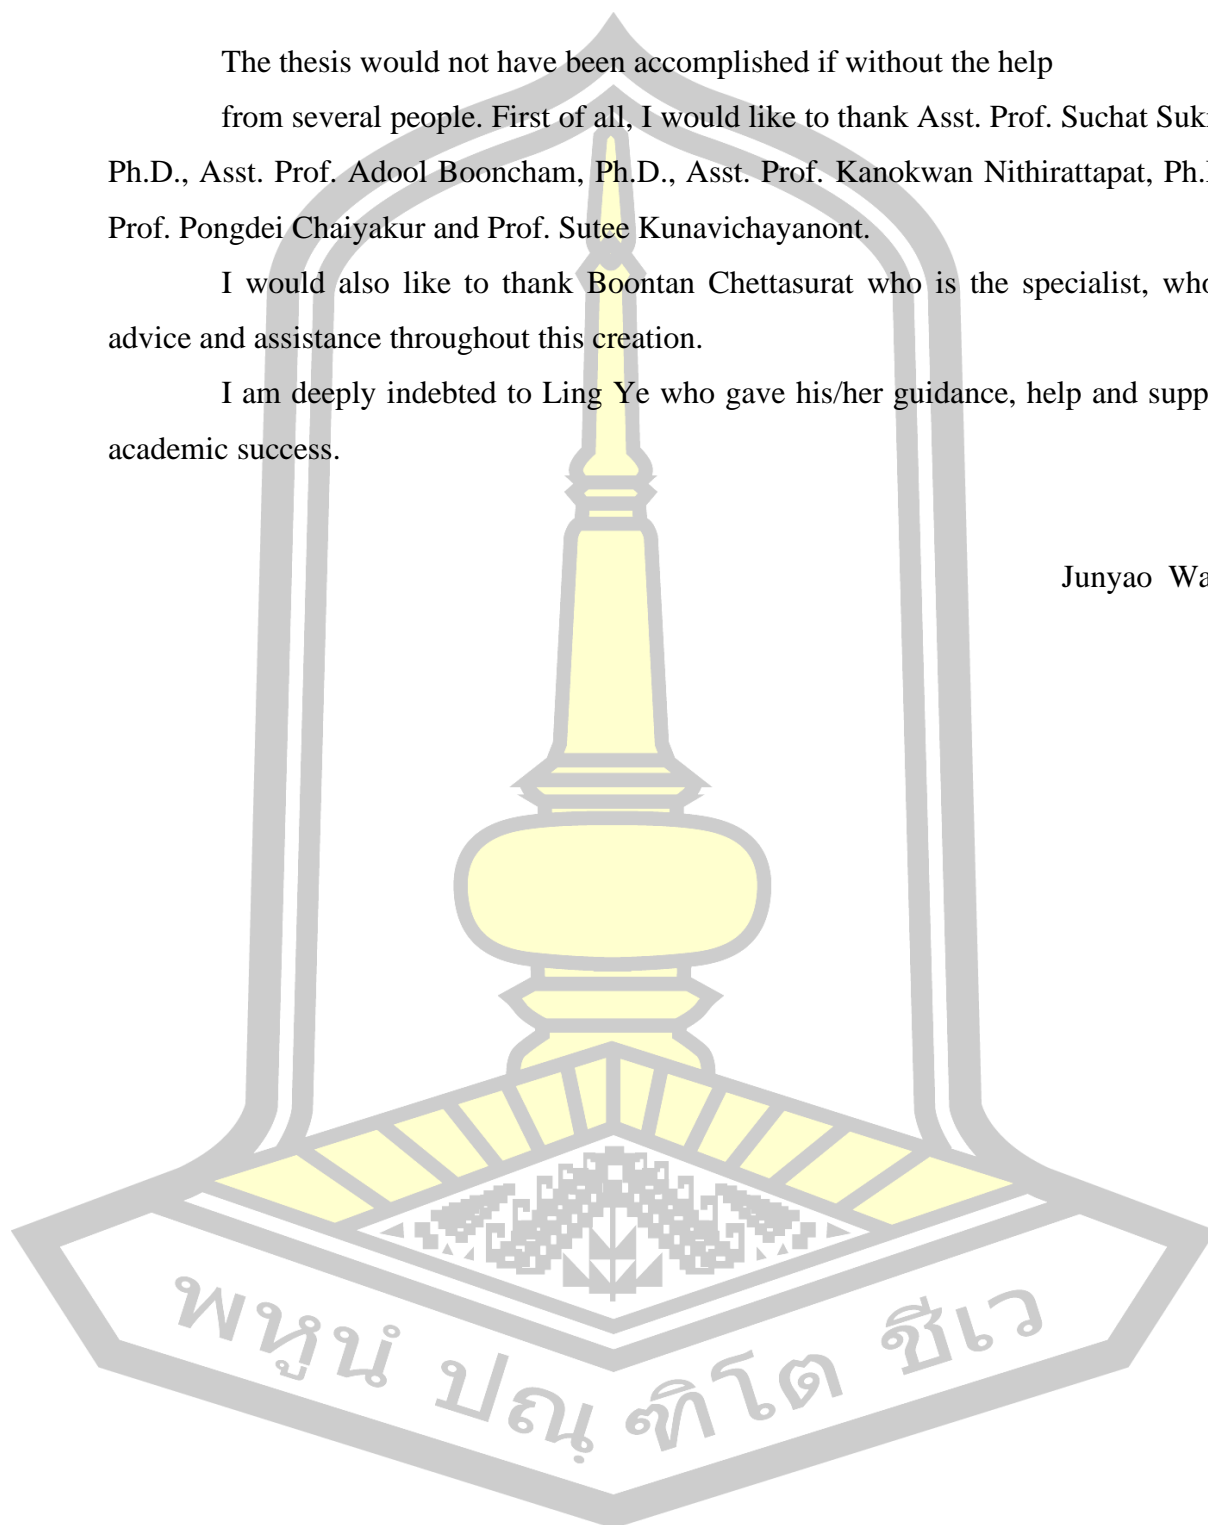 The thesis would not have been accomplished if without the help
from several people. First of all, I would like to thank Asst. Prof. Suchat
Ph.D., Asst. Prof. Adool Booncham, Ph.D., Asst. Prof. Kanokwan Nithirattapat,
Prof. Pongdei Chaiyakur and Prof. Sutee Kunavichayanont.
I would also like to thank Boontan Chettasurat who is the specialist,
advice and assistance throughout this creation.
I am deeply indebted to Ling Ye who gave his/her guidance, help and
academic success.
Junyao
พหูนํ ปณฺ ฑิโต ชีเว